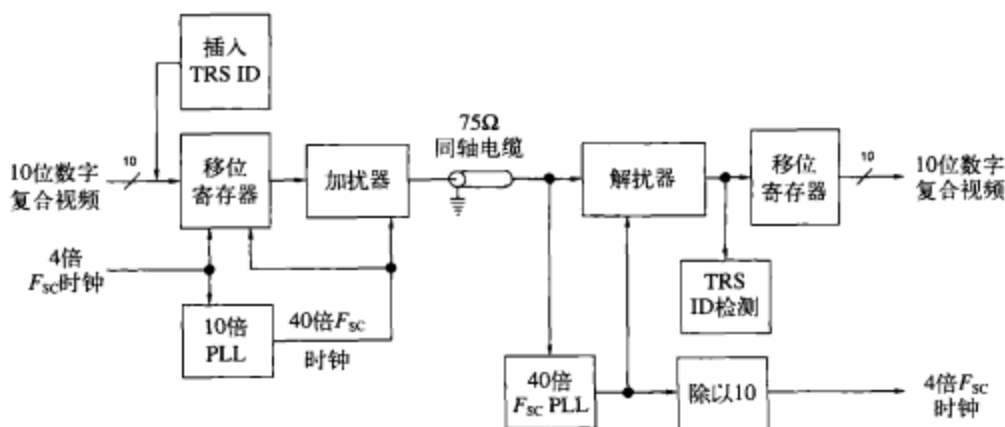 插入
TRS ID
75Ω
同轴电缆
10位数字
复合视频
10
移位
寄存器
加扰器
解扰器
移位
寄存器
10
10位数字
复合视频
4倍
FSC时钟
TRS
ID检测
10倍
PLL
40倍FSC
时钟
40倍
FSC PLL
除以10
4倍FSC
时钟